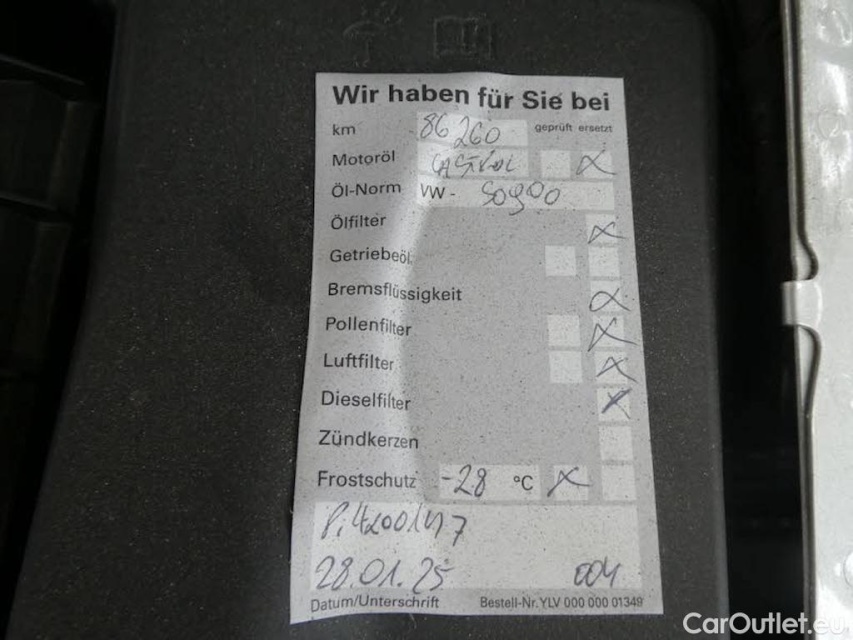 Wir haben für Sie bei
km 86260 geprüft ersetzt
Motoröl CASTROL X
Öl-Norm VW- 50900
Ölfilter X
Getriebeöl
Bremsflüssigkeit X
Pollenfilter X
Luftfilter X
Dieselfilter X
Zündkerzen
Frostschutz -28 °C X
28.01.25 004
Datum/Unterschrift Bestell-Nr. YLV 000 000 01349
CarOutlet.eu